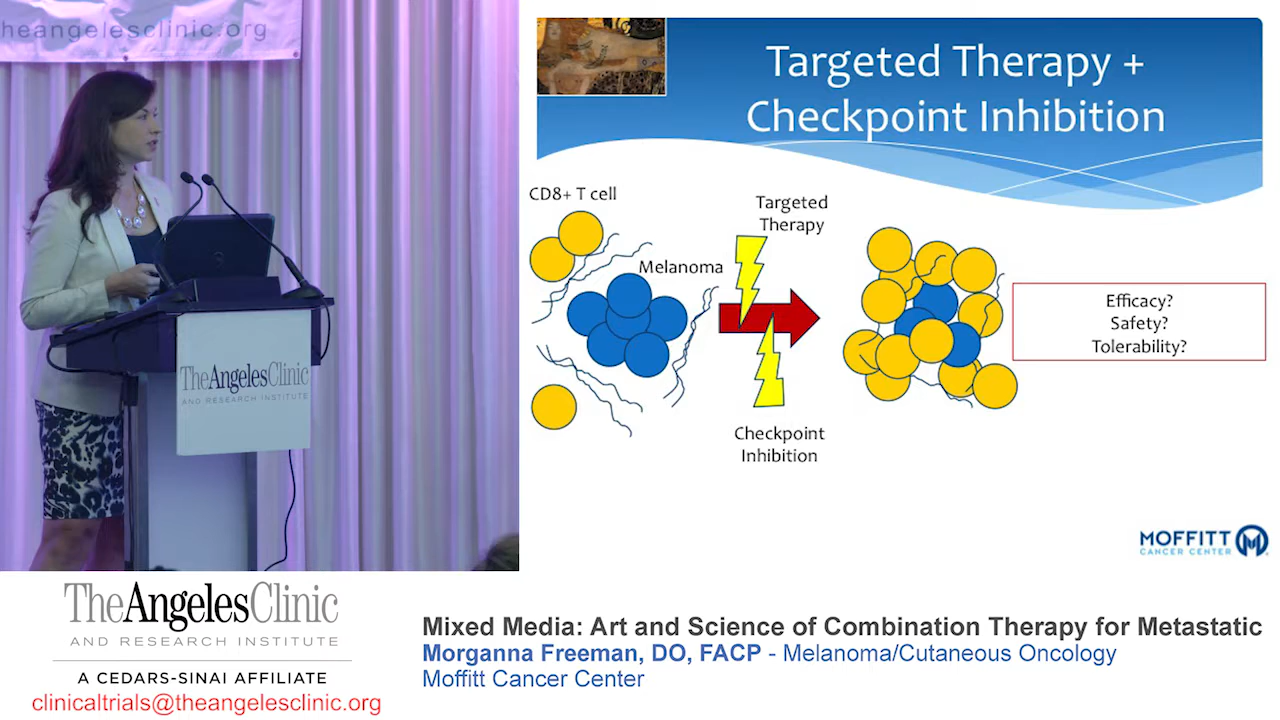 theangelesclinic.org
TheAngelesClinic
AND RESEARCH INSTITUTE
Targeted Therapy +
Checkpoint Inhibition
CD8+ T cell
Targeted
Therapy
Melanoma
Efficacy?
Safety?
Tolerability?
Checkpoint
Inhibition
MOFFITT
CANCER CENTER
TheAngelesClinic
AND RESEARCH INSTITUTE
A CEDARS-SINAI AFFILIATE
clinicaltrials@theangelesclinic.org
Mixed Media: Art and Science of Combination Therapy for Metastatic
Morganna Freeman, DO, FACP - Melanoma/Cutaneous Oncology
Moffitt Cancer Center